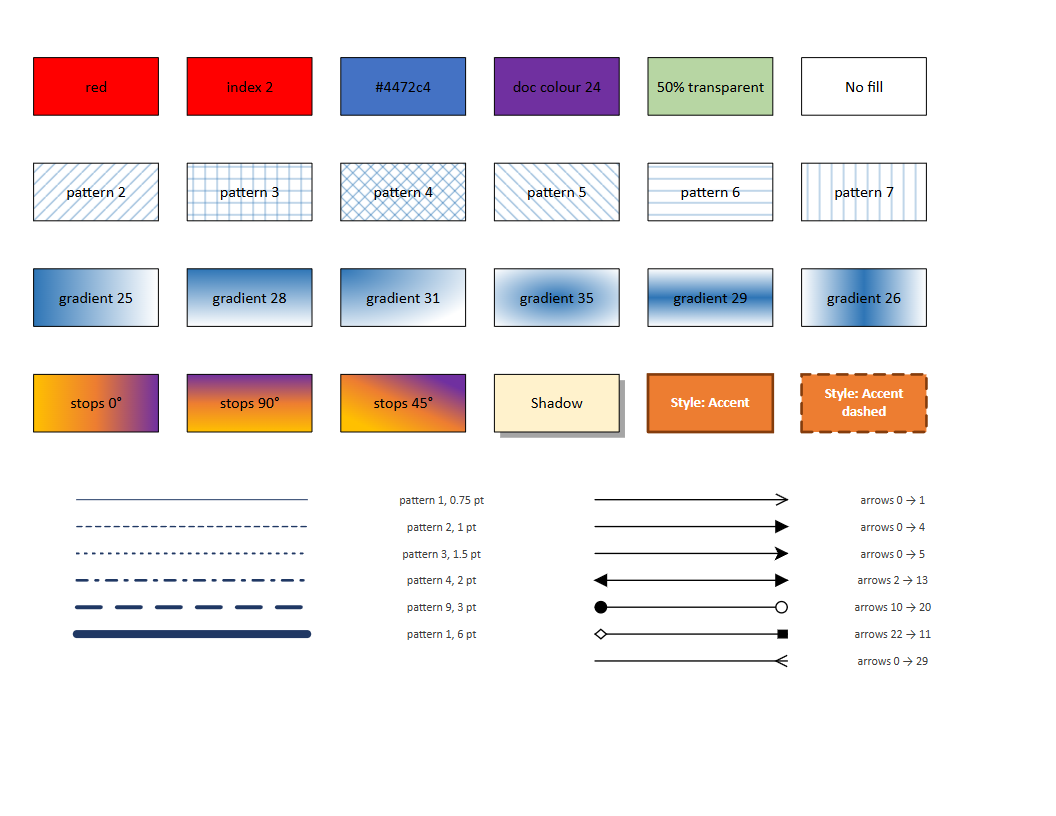 red
index 2
#4472c4
doc colour 24
50% transparent
No fill
pattern 2
pattern 3
pattern 4
pattern 5
pattern 6
pattern 7
gradient 25
gradient 28
gradient 31
gradient 35
gradient 29
gradient 26
stops 0°
stops 90°
stops 45°
Shadow
Style: Accent
Style: Accent
dashed
pattern 1, 0.75 pt
arrows 0 → 1
pattern 2, 1 pt
arrows 0 → 4
pattern 3, 1.5 pt
arrows 0 → 5
pattern 4, 2 pt
arrows 2 → 13
pattern 9, 3 pt
arrows 10 → 20
pattern 1, 6 pt
arrows 22 → 11
arrows 0 → 29